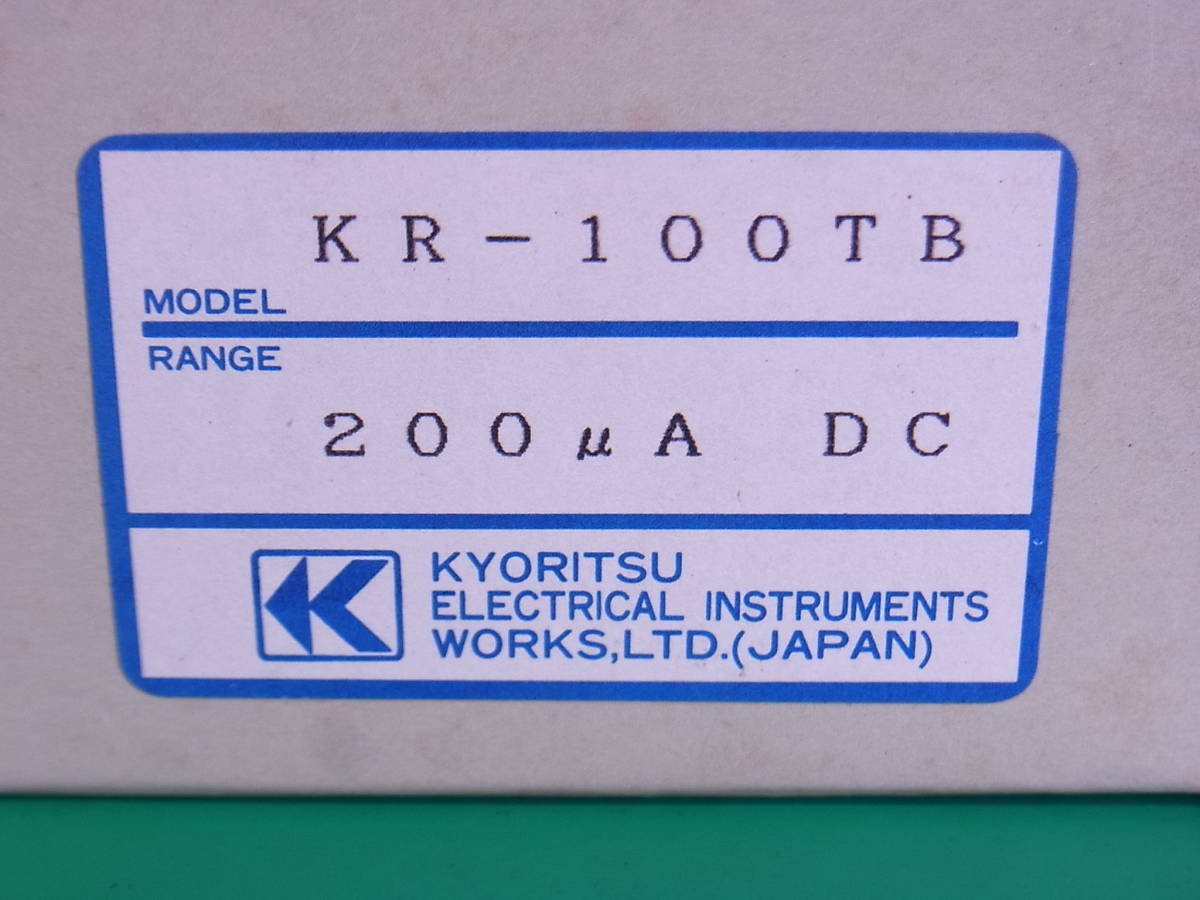 KR-100TB
MODEL
RANGE
200μA DC
KYORITSU
ELECTRICAL INSTRUMENTS
WORKS,LTD.(JAPAN)